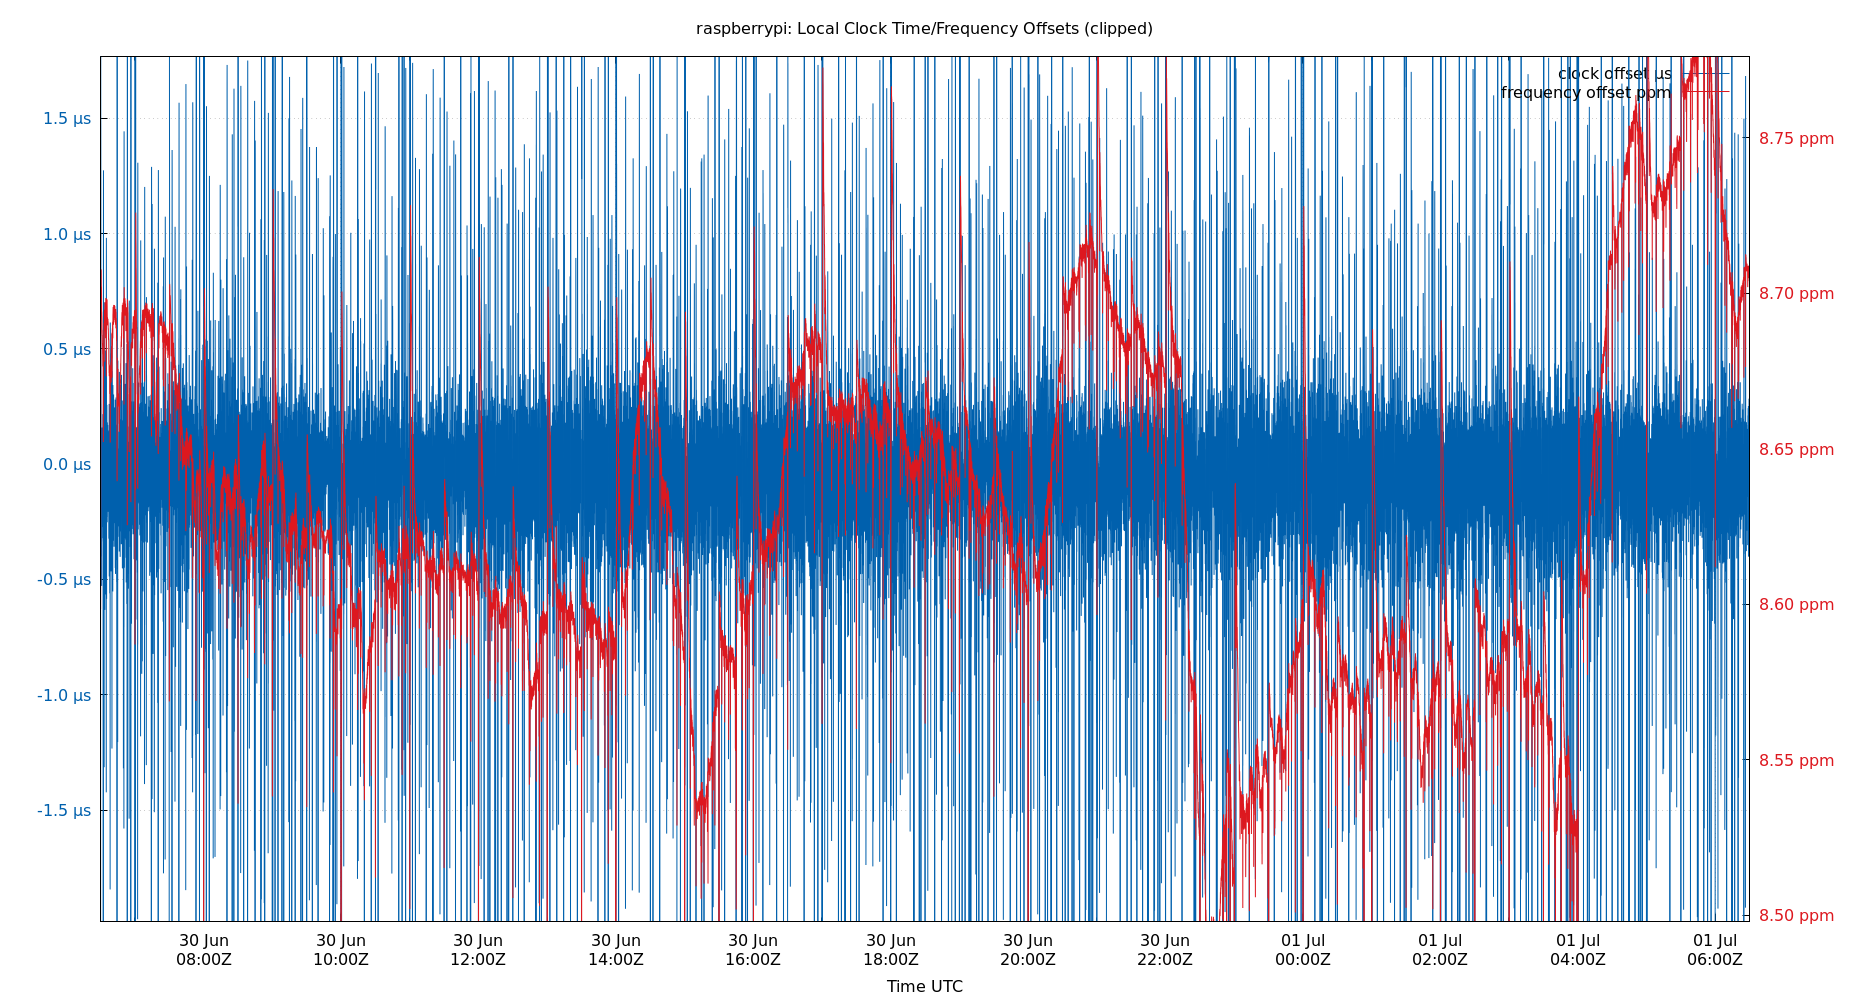 raspberrypi: Local Clock Time/Frequency Offsets (clipped)
clock offset µs
frequency offset ppm
1.5 µs
1.0 µs
0.5 µs
0.0 µs
-0.5 µs
-1.0 µs
-1.5 µs
8.75 ppm
8.70 ppm
8.65 ppm
8.60 ppm
8.55 ppm
8.50 ppm
30 Jun 30 Jun 30 Jun 30 Jun 30 Jun 30 Jun 30 Jun 30 Jun 01 Jul 01 Jul 01 Jul 01 Jul
08:00Z 10:00Z 12:00Z 14:00Z 16:00Z 18:00Z 20:00Z 22:00Z 00:00Z 02:00Z 04:00Z 06:00Z
Time UTC